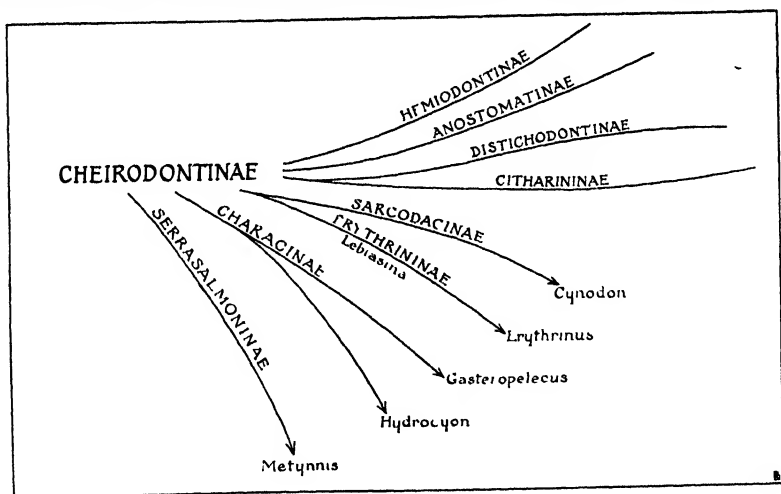 HEMIODONTINAE
ANOSTOMATINAE
DISTICHODONTINAE
CHEIRODONTINAE
CITHARININAE
SARCODACINAE
ERYTHRININAE
Lebiasina
CHARACINAE
SERRASALMONINAE
Cynodon
Erythrinus
Gasteropelecus
Hydrocyon
Metynnis